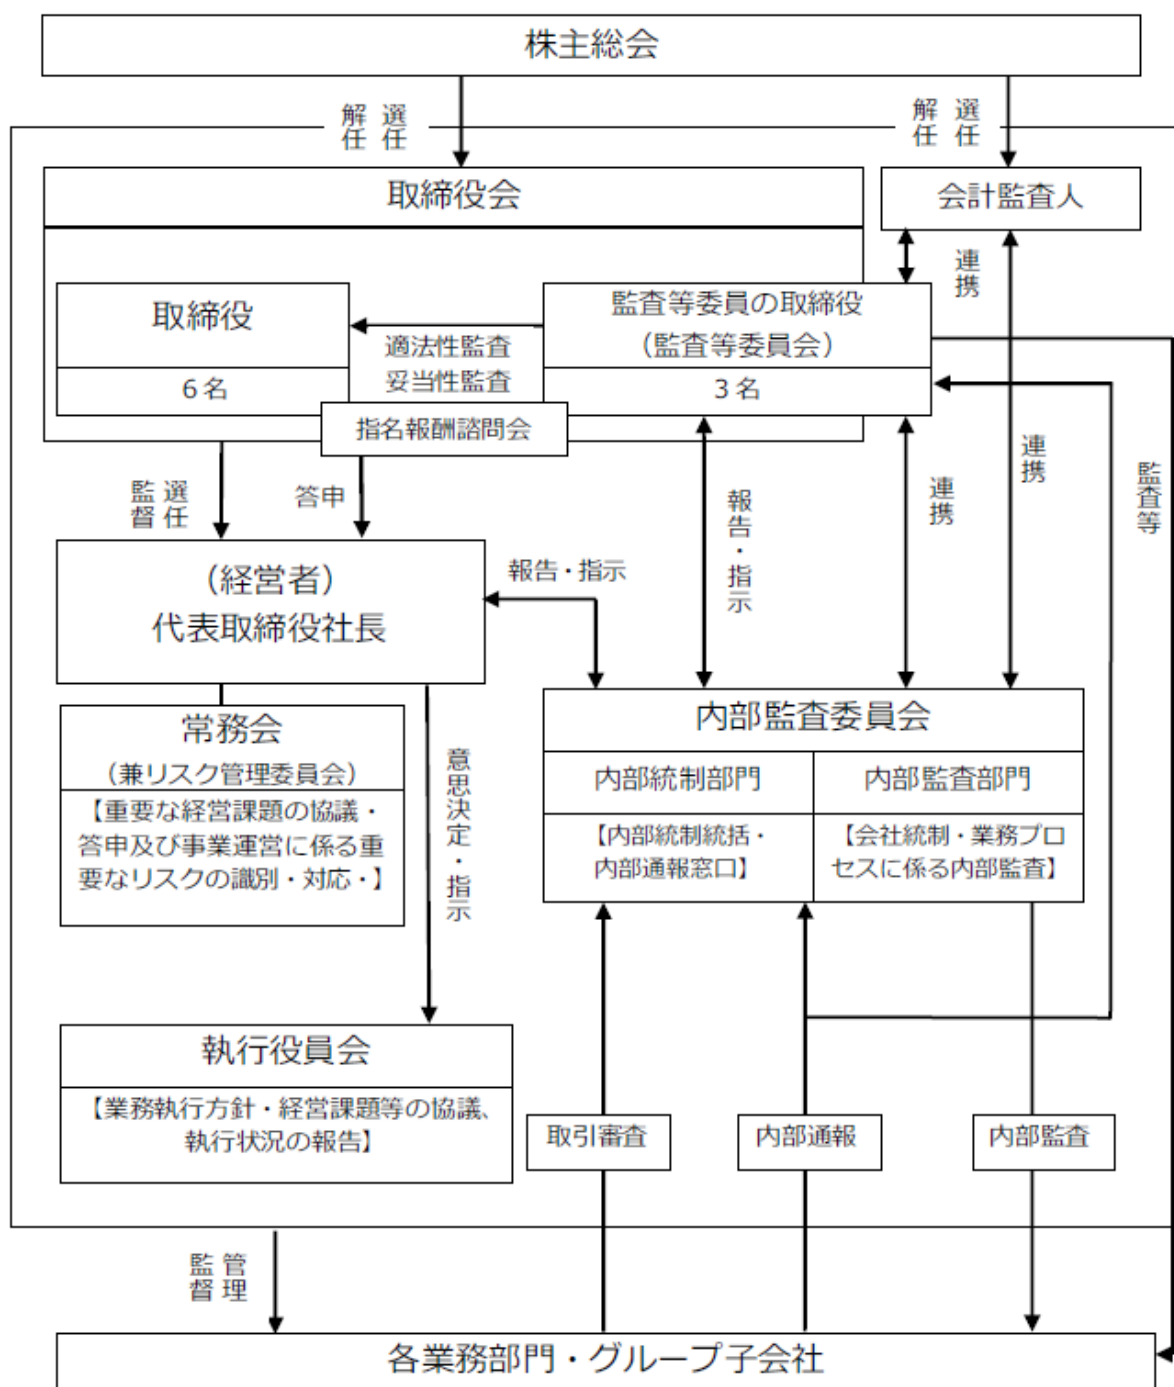 株主総会
選任
解任
選任
解任
取締役会
会計監査人
連携
取締役
6名
適法性監査
妥当性監査
監査等委員の取締役
（監査等委員会）
3名
指名報酬諮問会
選任
監督
答申
報告・指示
連携
連携
監査等
（経営者）
代表取締役社長
報告・指示
常務会
（兼リスク管理委員会）
【重要な経営課題の協議・
答申及び事業運営に係る重
要なリスクの識別・対応・】
意思決定・指示
内部監査委員会
内部統制部門
【内部統制統括・
内部通報窓口】
内部監査部門
【会社統制・業務プロ
セスに係る内部監査】
執行役員会
【業務執行方針・経営課題等の協議、
執行状況の報告】
取引審査
内部通報
内部監査
管理
監督
各業務部門・グループ子会社